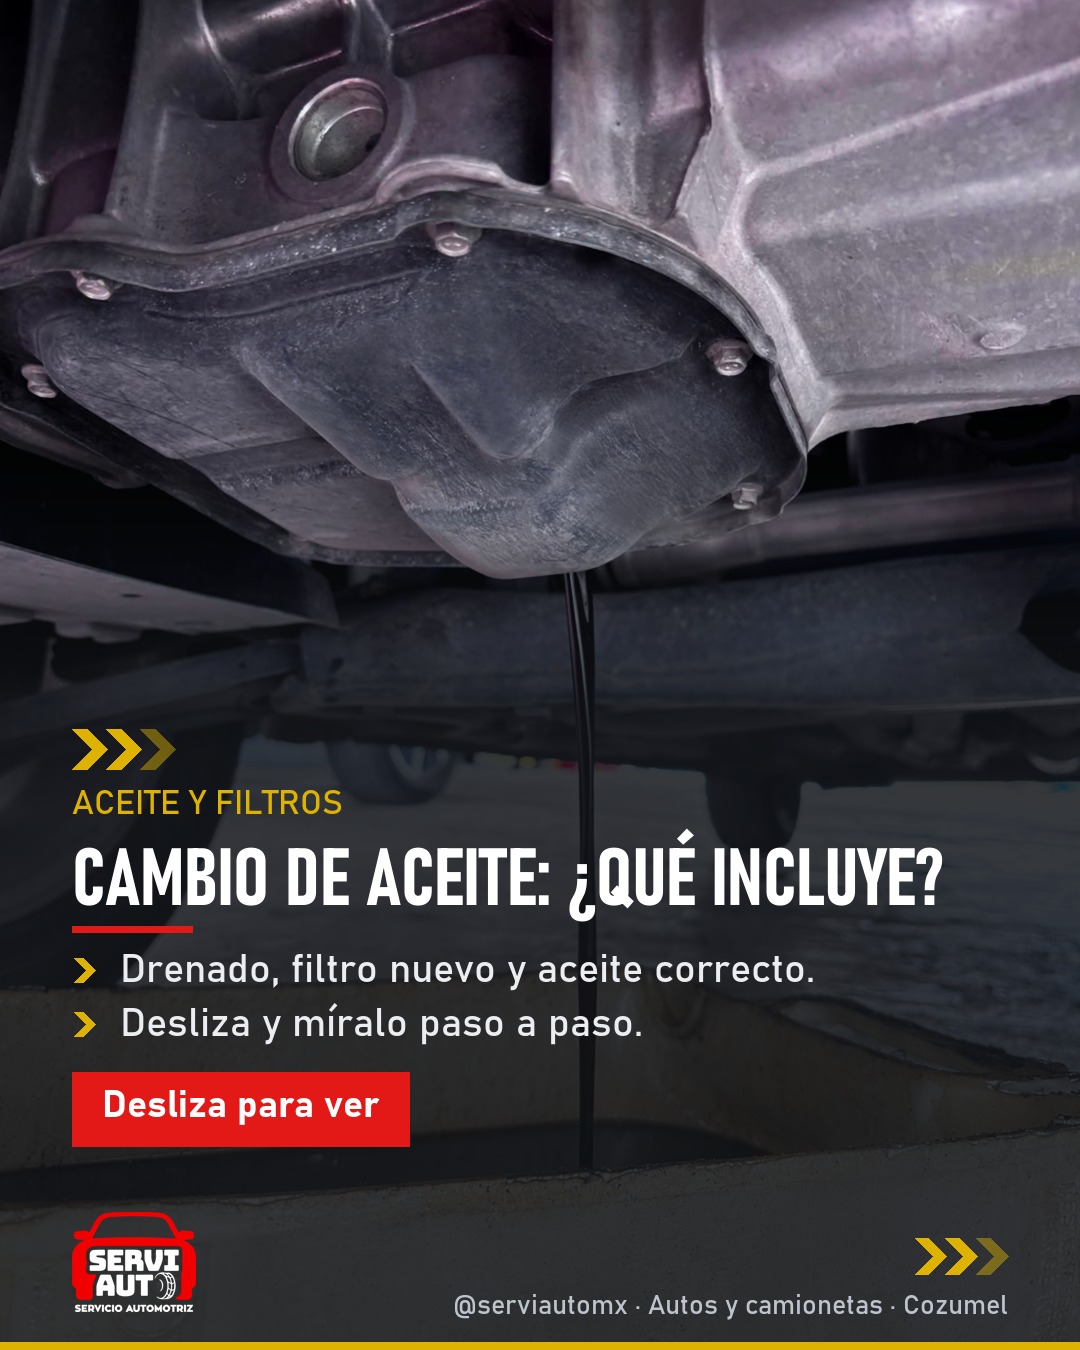 ACEITE Y FILTROS
CAMBIO DE ACEITE: ¿QUÉ INCLUYE?
Drenado, filtro nuevo y aceite correcto.
Desliza y míralo paso a paso.
Desliza para ver
SERVI
AUTO
SERVICIO AUTOMOTRIZ
@serviautomx · Autos y camionetas · Cozumel